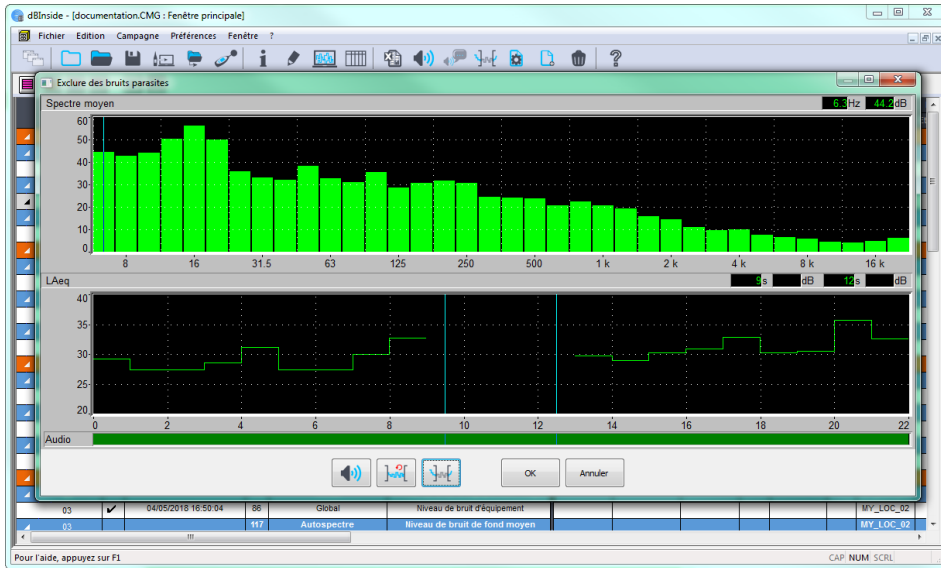 dBInside - [documentation.CMG : Fenêtre principale]
Fichier Edition Campagne Préférences Fenêtre ?
Exclure des bruits parasites
Spectre moyen 6.3 Hz 44.2 dB
60
50
40
30
20
10
0
8 16 31.5 63 125 250 500 1 k 2 k 4 k 8 k 16 k
LAeq 9 s dB 12 s dB
40
35
30
25
20
0 2 4 6 8 10 12 14 16 18 20 22
Audio
OK Annuler
03 ✔ 04/05/2018 16:50:04 86 Global Niveau de bruit d'équipement MY_LOC_02
03 117 Autospectre Niveau de bruit de fond moyen MY_LOC_02
Pour l'aide, appuyez sur F1 CAP NUM SCRL